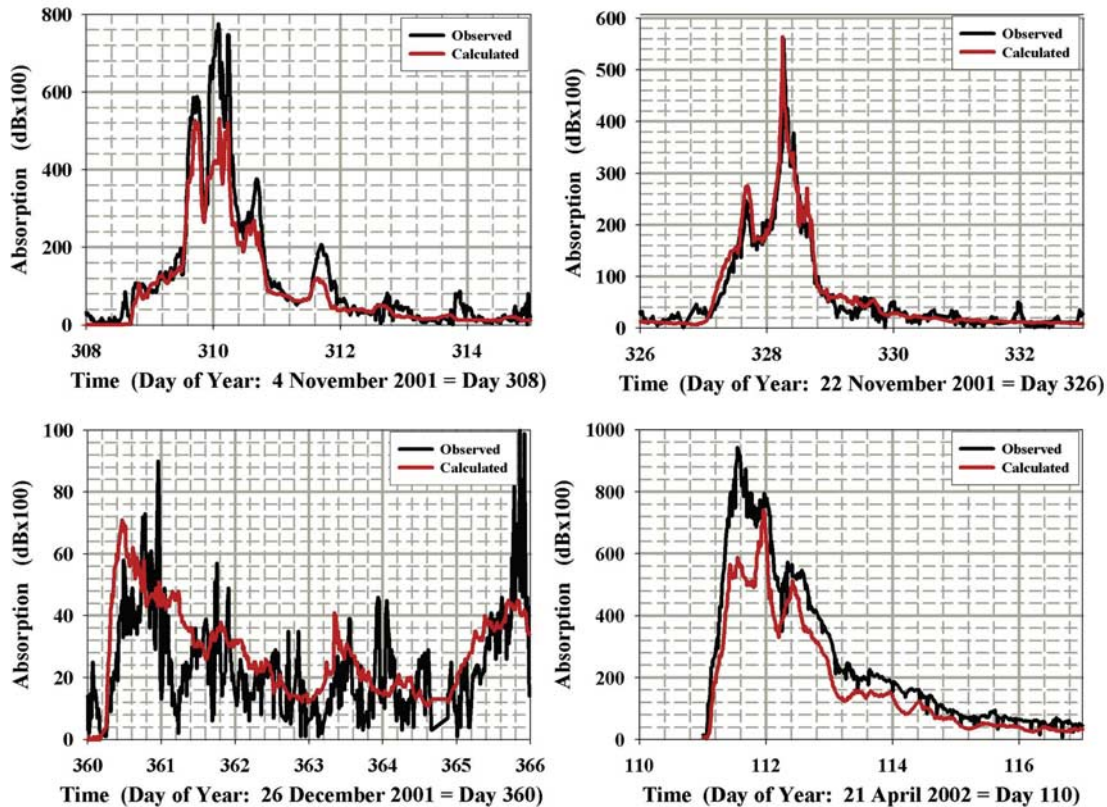 800
600
400
200
0
Absorption (dBx100)
Observed
Calculated
308 310 312 314
Time (Day of Year: 4 November 2001 = Day 308)
600
500
400
300
200
100
0
Absorption (dBx100)
Observed
Calculated
326 328 330 332
Time (Day of Year: 22 November 2001 = Day 326)
100
80
60
40
20
0
Absorption (dBx100)
Observed
Calculated
360 361 362 363 364 365 366
Time (Day of Year: 26 December 2001 = Day 360)
1000
800
600
400
200
0
Absorption (dBx100)
Observed
Calculated
110 112 114 116
Time (Day of Year: 21 April 2002 = Day 110)